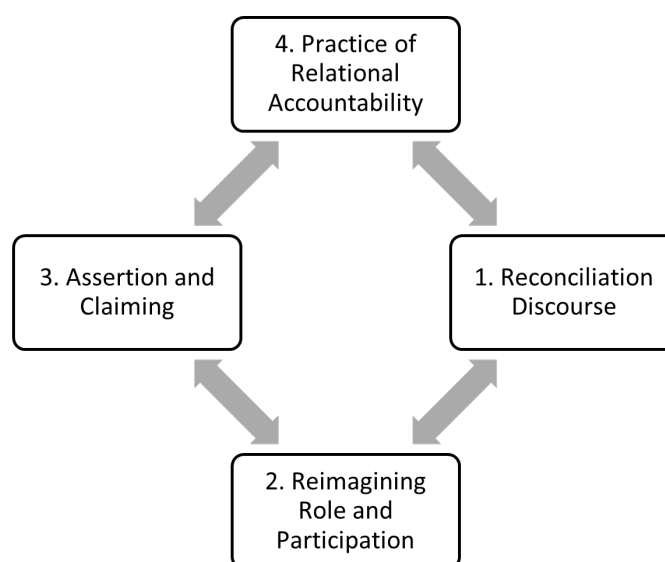 4. Practice of
Relational
Accountability
3. Assertion and
Claiming
1. Reconciliation
Discourse
2. Reimagining
Role and
Participation